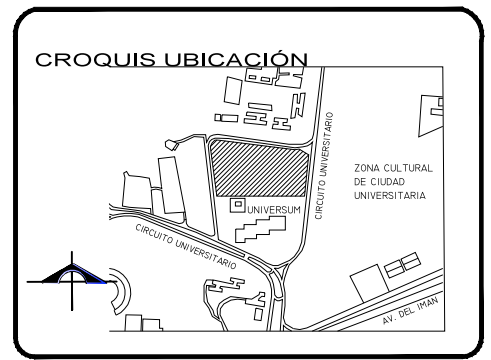 CROQUIS UBICACIÓN
CIRCUITO UNIVERSITARIO
ZONA CULTURAL
DE CIUDAD
UNIVERSITARIA
UNIVERSUM
CIRCUITO UNIVERSITARIO
AV. DEL IMAN